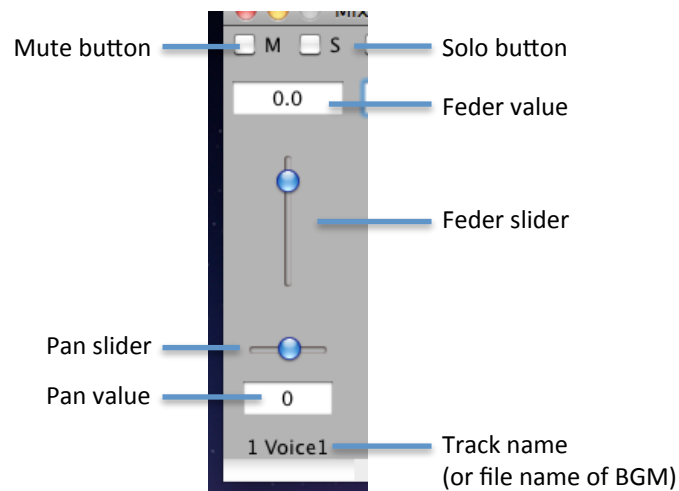 Mix
Mute button
M
S
Solo button
0.0
Feder value
Feder slider
Pan slider
Pan value
0
1 Voice1
Track name
(or file name of BGM)